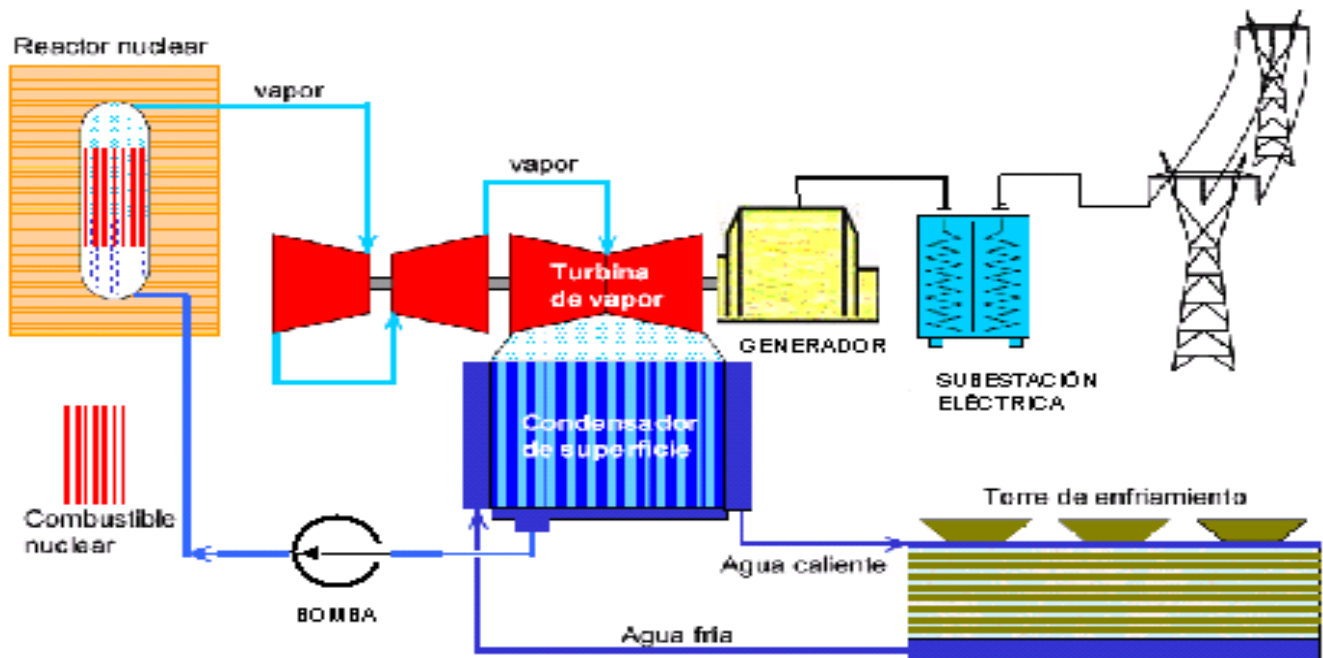 Reactor nuclear
vapor
vapor
Turbina
de vapor
GENERADOR
SUBESTACIÓN
ELÉCTRICA
Condensador
de superficie
Combustible
nuclear
BOMBA
Torre de enfriamiento
Agua caliente
Agua fría